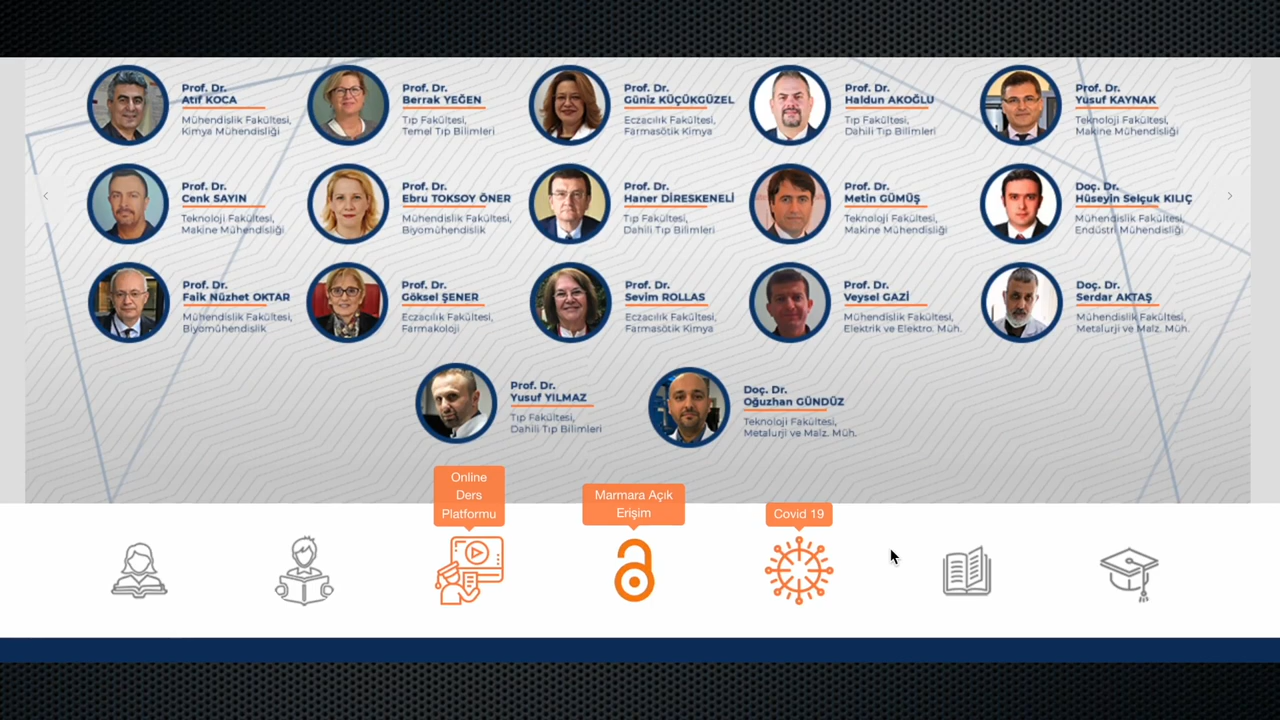 Prof. Dr.
Atıf KOCA
Mühendislik Fakültesi,
Kimya Mühendisliği
Prof. Dr.
Berrak YEĞEN
Tıp Fakültesi,
Temel Tıp Bilimleri
Prof. Dr.
Güniz KÜÇÜKGÜZEL
Eczacılık Fakültesi,
Farmasötik Kimya
Prof. Dr.
Haldun AKOĞLU
Tıp Fakültesi,
Dahili Tıp Bilimleri
Prof. Dr.
Yusuf KAYNAK
Teknoloji Fakültesi,
Makine Mühendisliği
Prof. Dr.
Cenk SAYIN
Teknoloji Fakültesi,
Makine Mühendisliği
Prof. Dr.
Ebru TOKSOY ÖNER
Mühendislik Fakültesi,
Biyomühendislik
Prof. Dr.
Haner DİRESKENELİ
Tıp Fakültesi,
Dahili Tıp Bilimleri
Prof. Dr.
Metin GÜMÜŞ
Teknoloji Fakültesi,
Makine Mühendisliği
Doç. Dr.
Hüseyin Selçuk KILIÇ
Mühendislik Fakültesi,
Endüstri Mühendisliği
Prof. Dr.
Faik Nüzhet OKTAR
Mühendislik Fakültesi,
Biyomühendislik
Prof. Dr.
Göksel ŞENER
Eczacılık Fakültesi,
Farmakoloji
Prof. Dr.
Sevim ROLLAS
Eczacılık Fakültesi,
Farmasötik Kimya
Prof. Dr.
Veysel GAZİ
Mühendislik Fakültesi,
Elektrik ve Elektro. Müh.
Doç. Dr.
Serdar AKTAŞ
Mühendislik Fakültesi,
Metalurji ve Malz. Müh.
Prof. Dr.
Yusuf YILMAZ
Tıp Fakültesi,
Dahili Tıp Bilimleri
Doç. Dr.
Oğuzhan GÜNDÜZ
Teknoloji Fakültesi,
Metalurji ve Malz. Müh.
Online
Ders
Platformu
Marmara Açık
Erişim
Covid 19